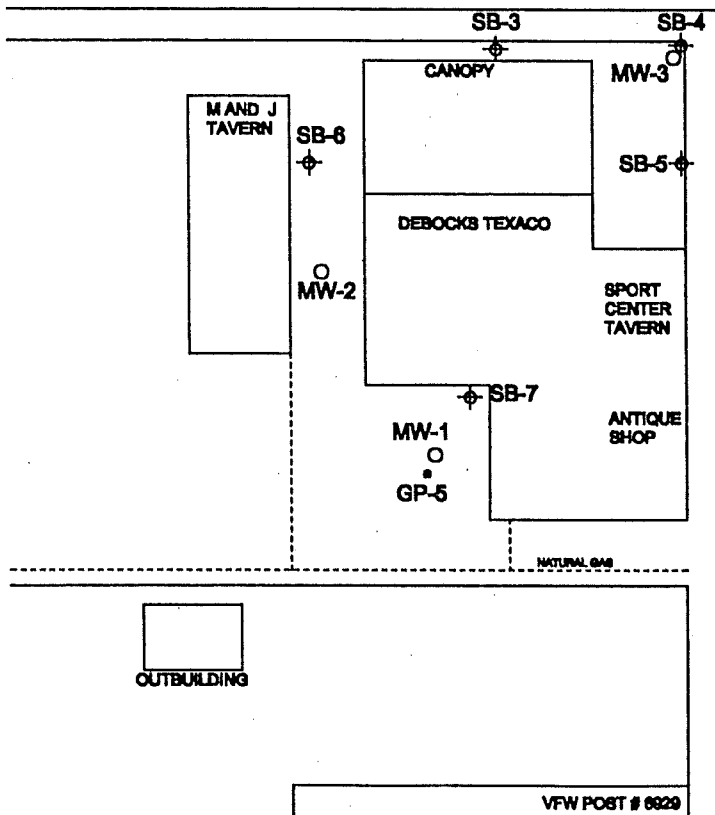 SB-3
SB-4
CANOPY
MW-3
M AND J
TAVERN
SB-6
SB-5
DEBOCKS TEXACO
MW-2
SPORT
CENTER
TAVERN
SB-7
ANTIQUE
SHOP
MW-1
GP-5
NATURAL GAS
OUTBUILDING
VFW POST # 6929